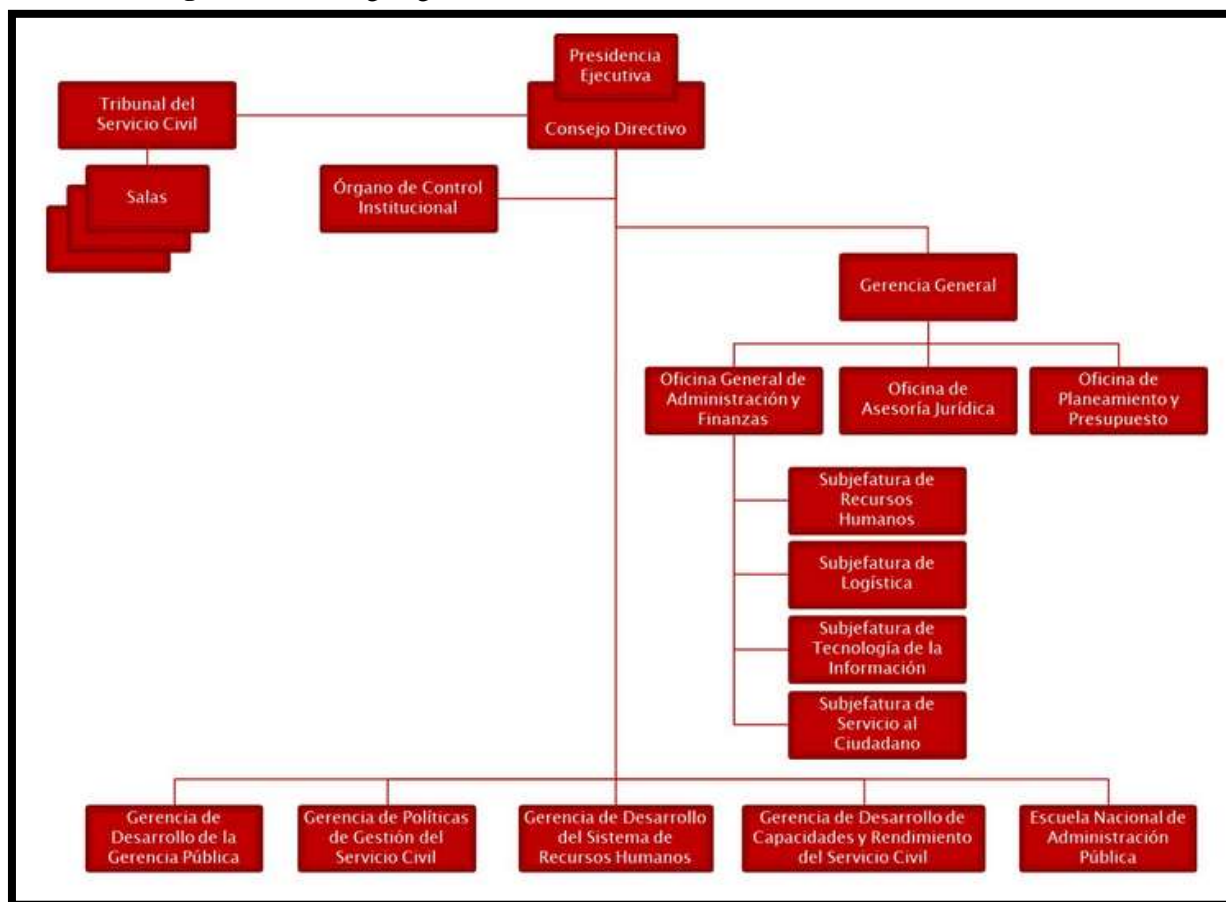 Presidencia
Ejecutiva
Consejo Directivo
Tribunal del
Servicio Civil
Salas
Órgano de Control
Institucional
Gerencia General
Oficina General de
Administración y
Finanzas
Oficina de
Asesoría Jurídica
Oficina de
Planeamiento y
Presupuesto
Subjefatura de
Recursos
Humanos
Subjefatura de
Logística
Subjefatura de
Tecnología de la
Información
Subjefatura de
Servicio al
Ciudadano
Gerencia de
Desarrollo de la
Gerencia Pública
Gerencia de Políticas
de Gestión del
Servicio Civil
Gerencia de Desarrollo
del Sistema de
Recursos Humanos
Gerencia de Desarrollo de
Capacidades y Rendimiento
del Servicio Civil
Escuela Nacional de
Administración
Pública